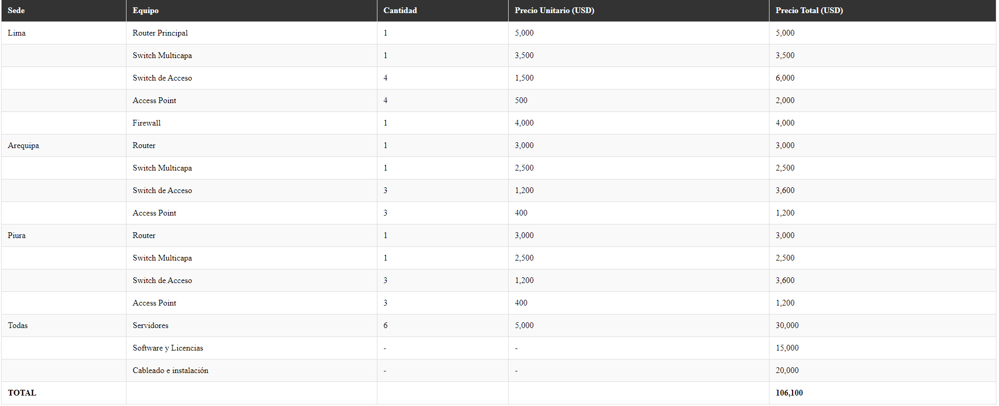 Sede Equipo Cantidad Precio Unitario (USD) Precio Total (USD)
Lima Router Principal 1 5,000 5,000
Switch Multicapa 1 3,500 3,500
Switch de Acceso 4 1,500 6,000
Access Point 4 500 2,000
Firewall 1 4,000 4,000
Arequipa Router 1 3,000 3,000
Switch Multicapa 1 2,500 2,500
Switch de Acceso 3 1,200 3,600
Access Point 3 400 1,200
Piura Router 1 3,000 3,000
Switch Multicapa 1 2,500 2,500
Switch de Acceso 3 1,200 3,600
Access Point 3 400 1,200
Todas Servidores 6 5,000 30,000
Software y Licencias - - 15,000
Cableado e instalación - - 20,000
TOTAL 106,100